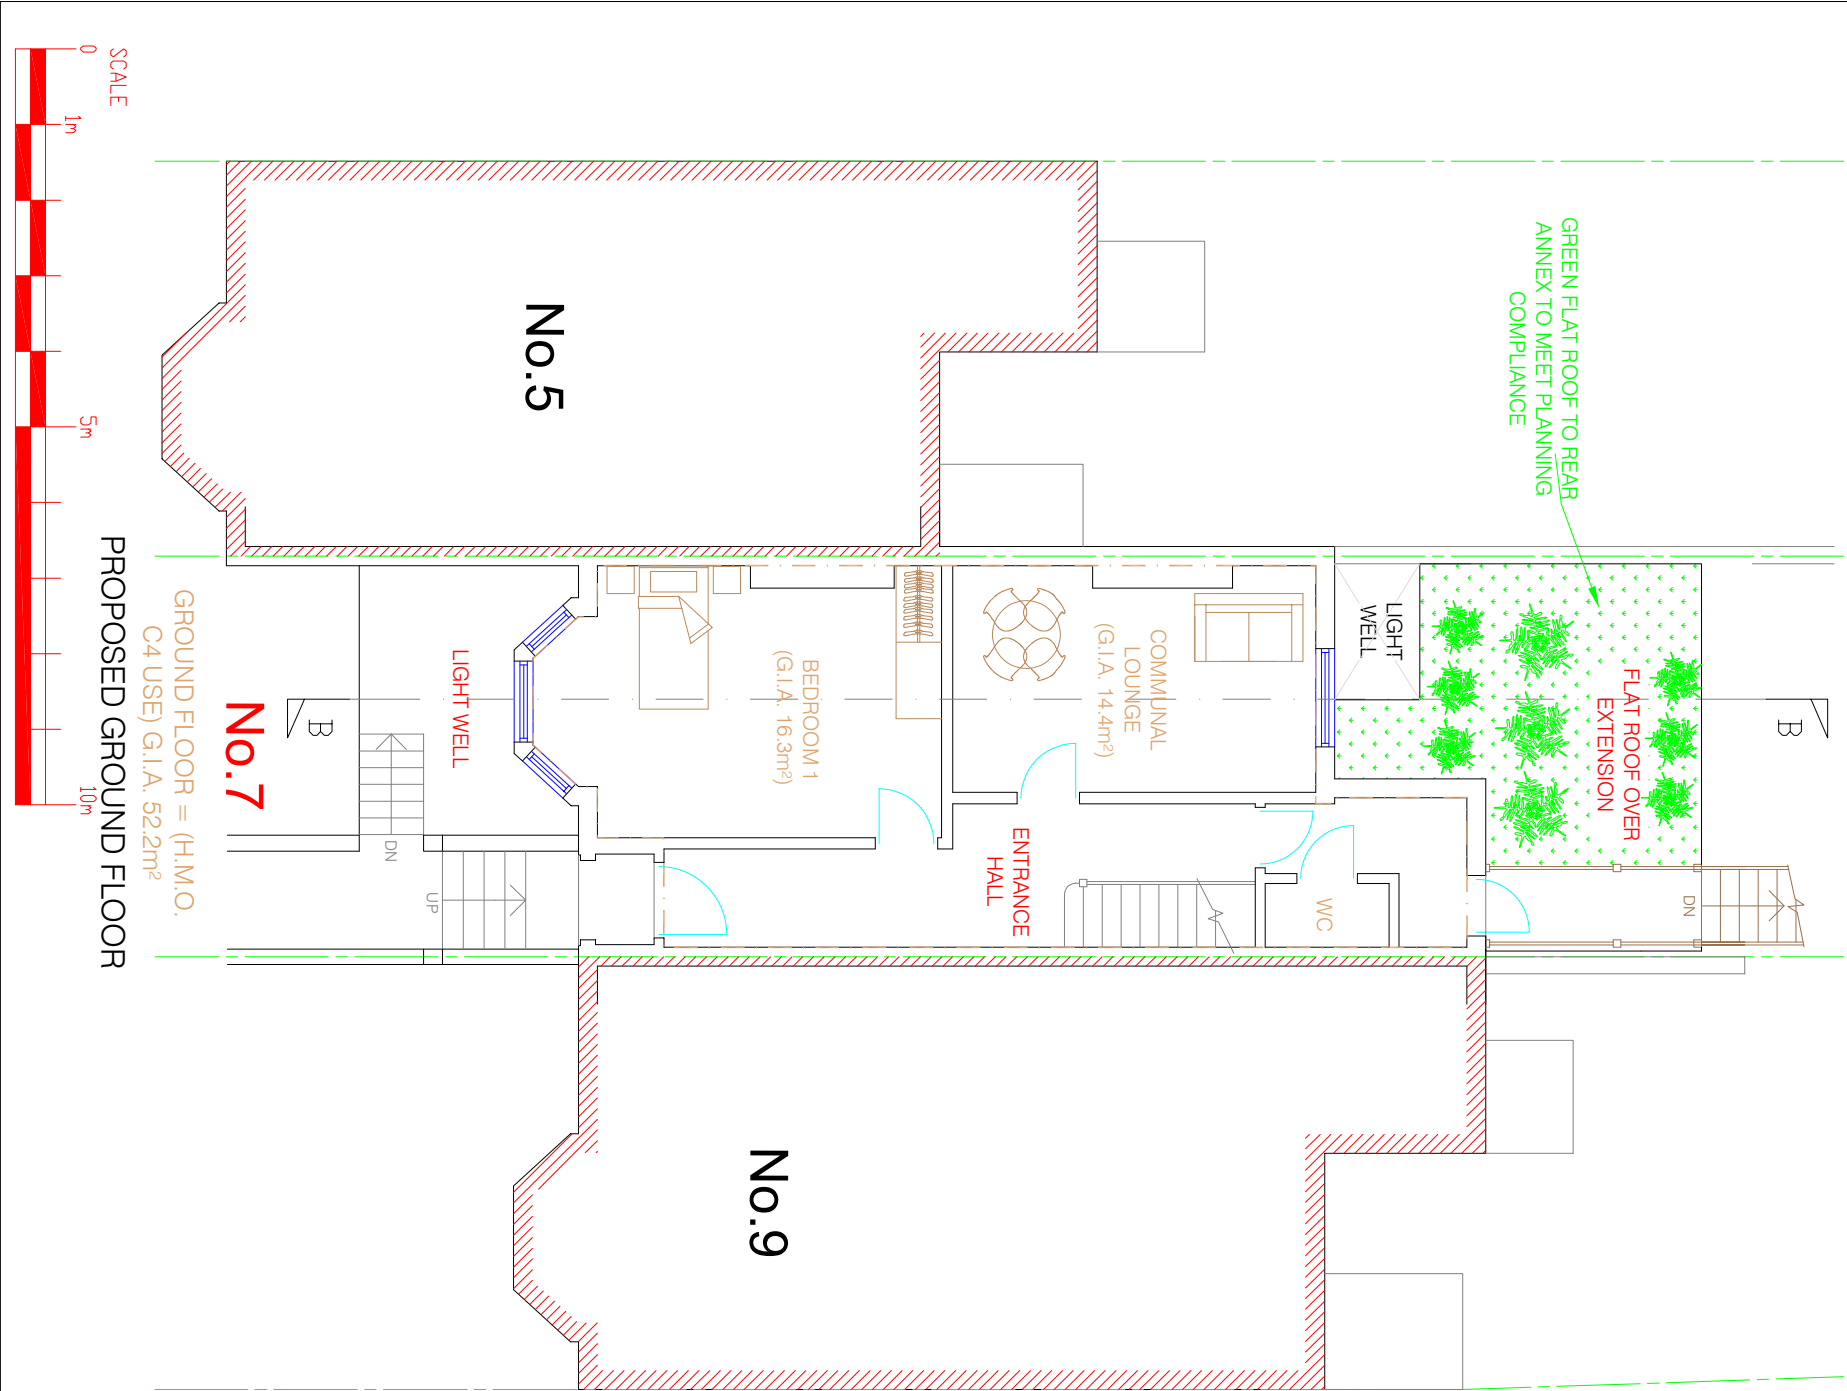 GREEN FLAT ROOF TO REAR
ANNEX TO MEET PLANNING
COMPLIANCE
B
DN
FLAT ROOF OVER
EXTENSION
LIGHT
WELL
WC
COMMUNAL
LOUNGE
(G.I.A. 14.4m²)
ENTRANCE
HALL
BEDROOM 1
(G.I.A. 16.3m²)
No.5
No.9
LIGHT WELL
UP
DN
B
No.7
GROUND FLOOR = (H.M.O.
C4 USE) G.I.A. 52.2m²
PROPOSED GROUND FLOOR
SCALE
0
1m
5m
10m